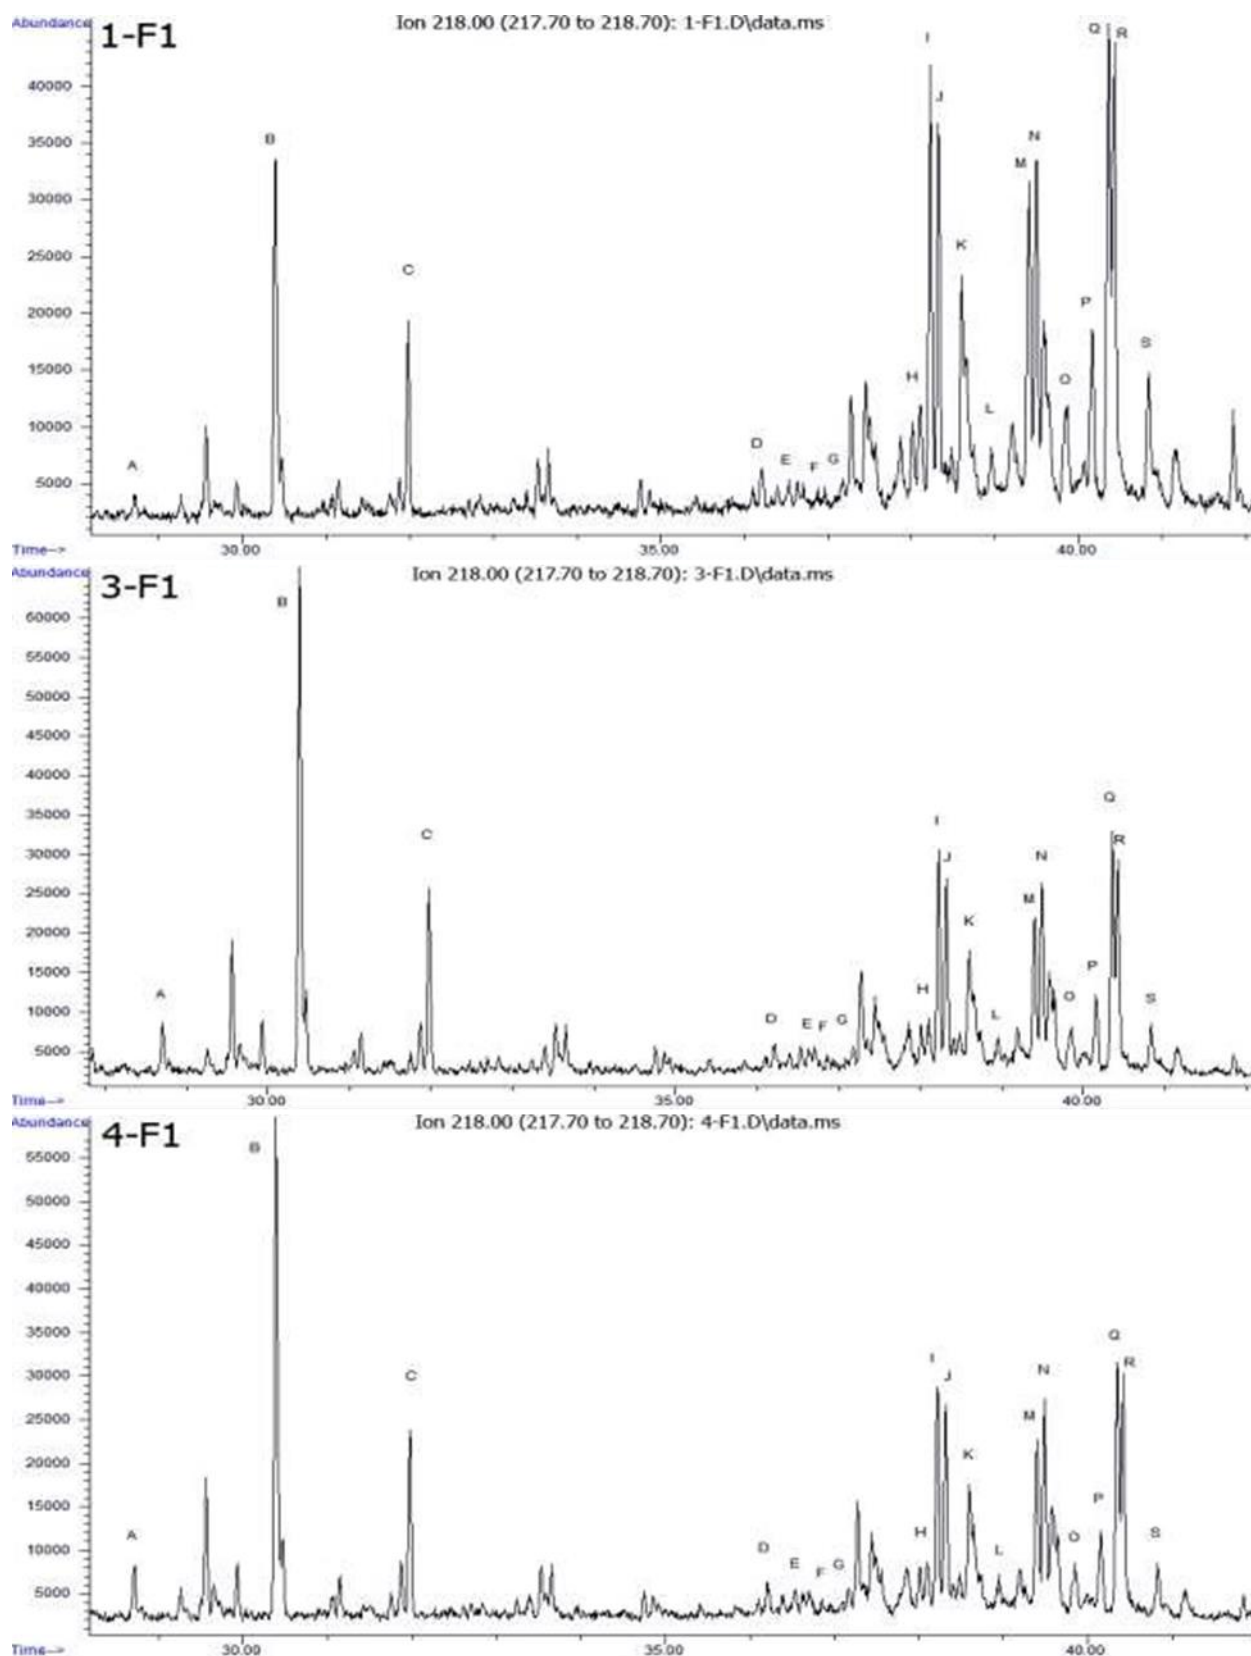 Abundance
1-F1
Ion 218.00 (217.70 to 218.70): 1-F1.D\data.ms
40000
35000
30000
25000
20000
15000
10000
5000
A
B
C
D
E
F
G
H
I
J
K
L
M
N
O
P
Q
R
S
Time-->
30.00
35.00
40.00
Abundance
3-F1
Ion 218.00 (217.70 to 218.70): 3-F1.D\data.ms
60000
55000
50000
45000
40000
35000
30000
25000
20000
15000
10000
5000
A
B
C
D
E
F
G
H
I
J
K
L
M
N
O
P
Q
R
S
Time-->
30.00
35.00
40.00
Abundance
4-F1
Ion 218.00 (217.70 to 218.70): 4-F1.D\data.ms
55000
50000
45000
40000
35000
30000
25000
20000
15000
10000
5000
A
B
C
D
E
F
G
H
I
J
K
L
M
N
O
P
Q
R
S
Time-->
30.00
35.00
40.00